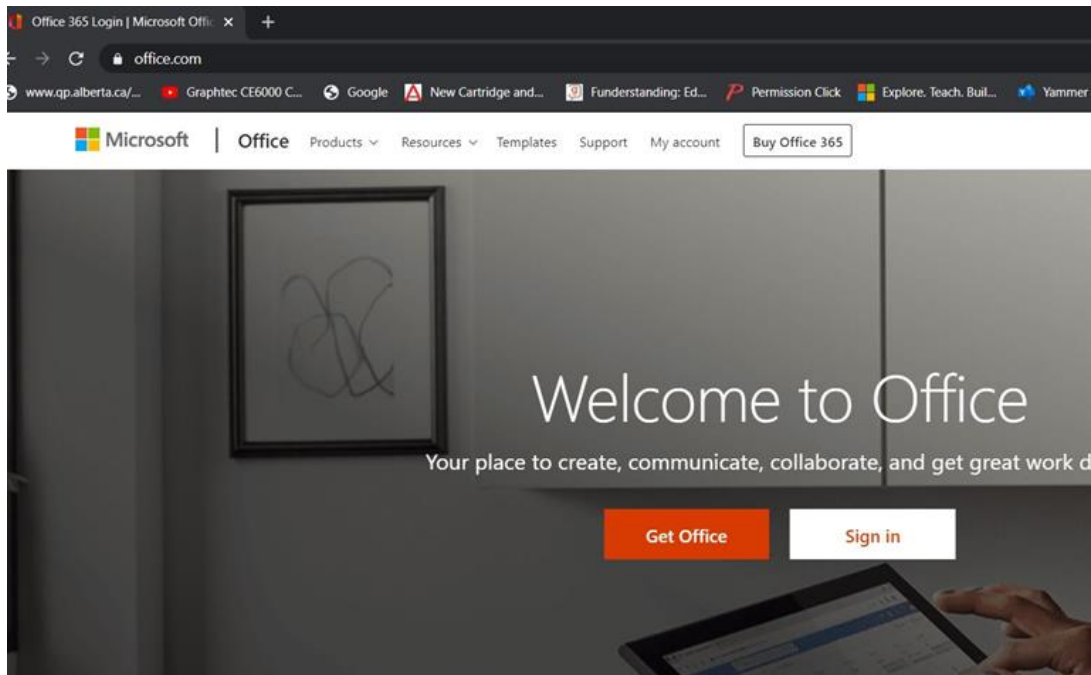 Office 365 Login | Microsoft Offic
office.com
www.qp.alberta.ca/... Graphtec CE6000 C... Google New Cartridge and... Funderstanding: Ed... Permission Click Explore. Teach. Buil... Yammer
Microsoft | Office Products Resources Templates Support My account Buy Office 365
Welcome to Office
Your place to create, communicate, collaborate, and get great work d
Get Office Sign in